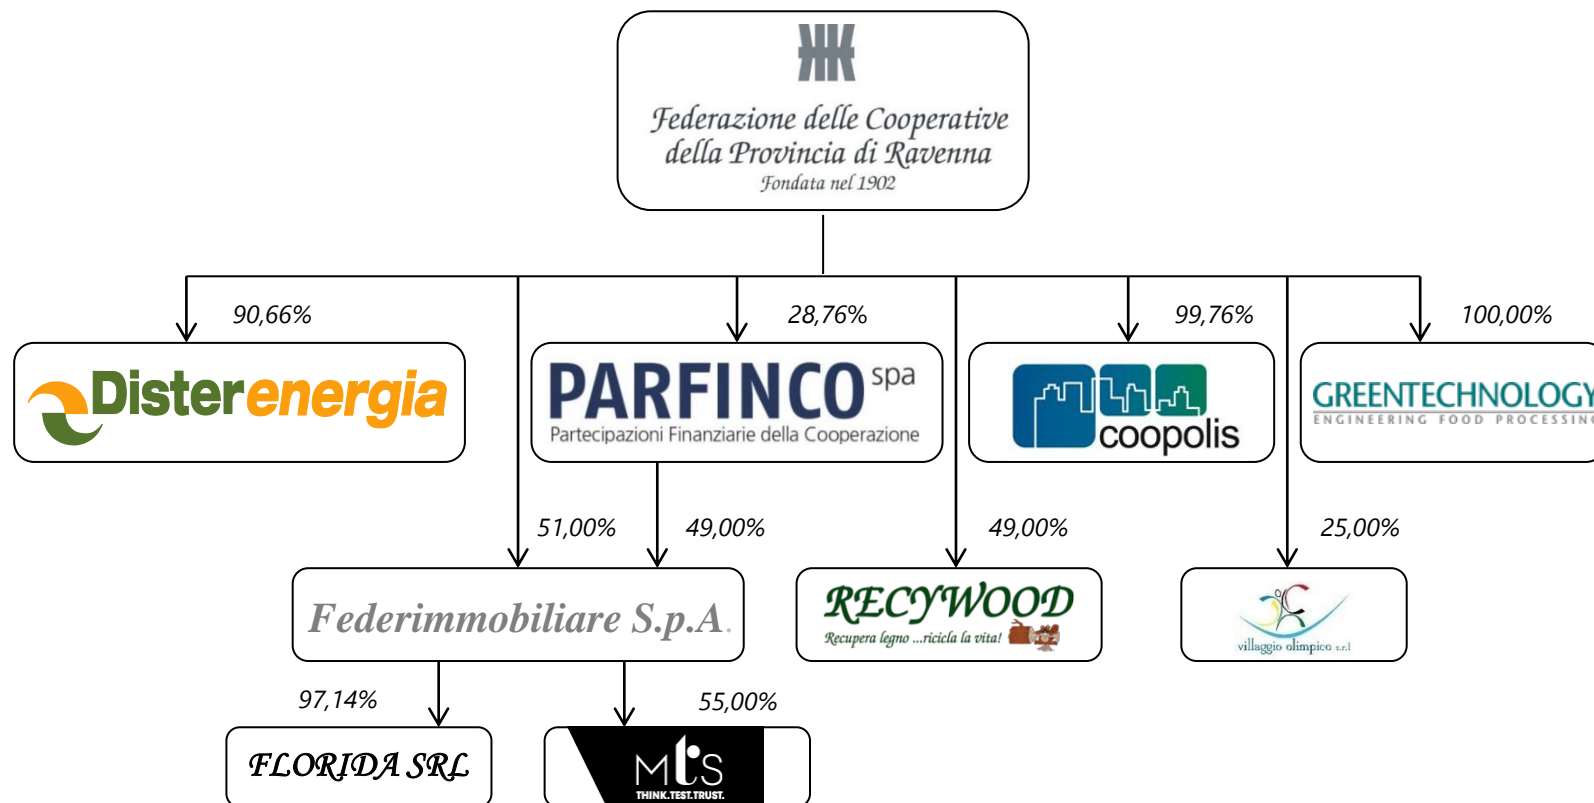 Federazione delle Cooperative
della Provincia di Ravenna
Fondata nel 1902
90,66%
28,76%
99,76%
100,00%
Disterenergia
PARFINCO spa
Partecipazioni Finanziarie della Cooperazione
coopolis
GREENTECHNOLOGY
ENGINEERING FOOD PROCESSING
51,00%
49,00%
49,00%
25,00%
Federimmobiliare S.p.A.
RECYWOOD
Recupera legno ...ricicla la vita!
villaggio olimpico s.r.l
97,14%
55,00%
FLORIDA SRL
MtS
THINK.TEST.TRUST.